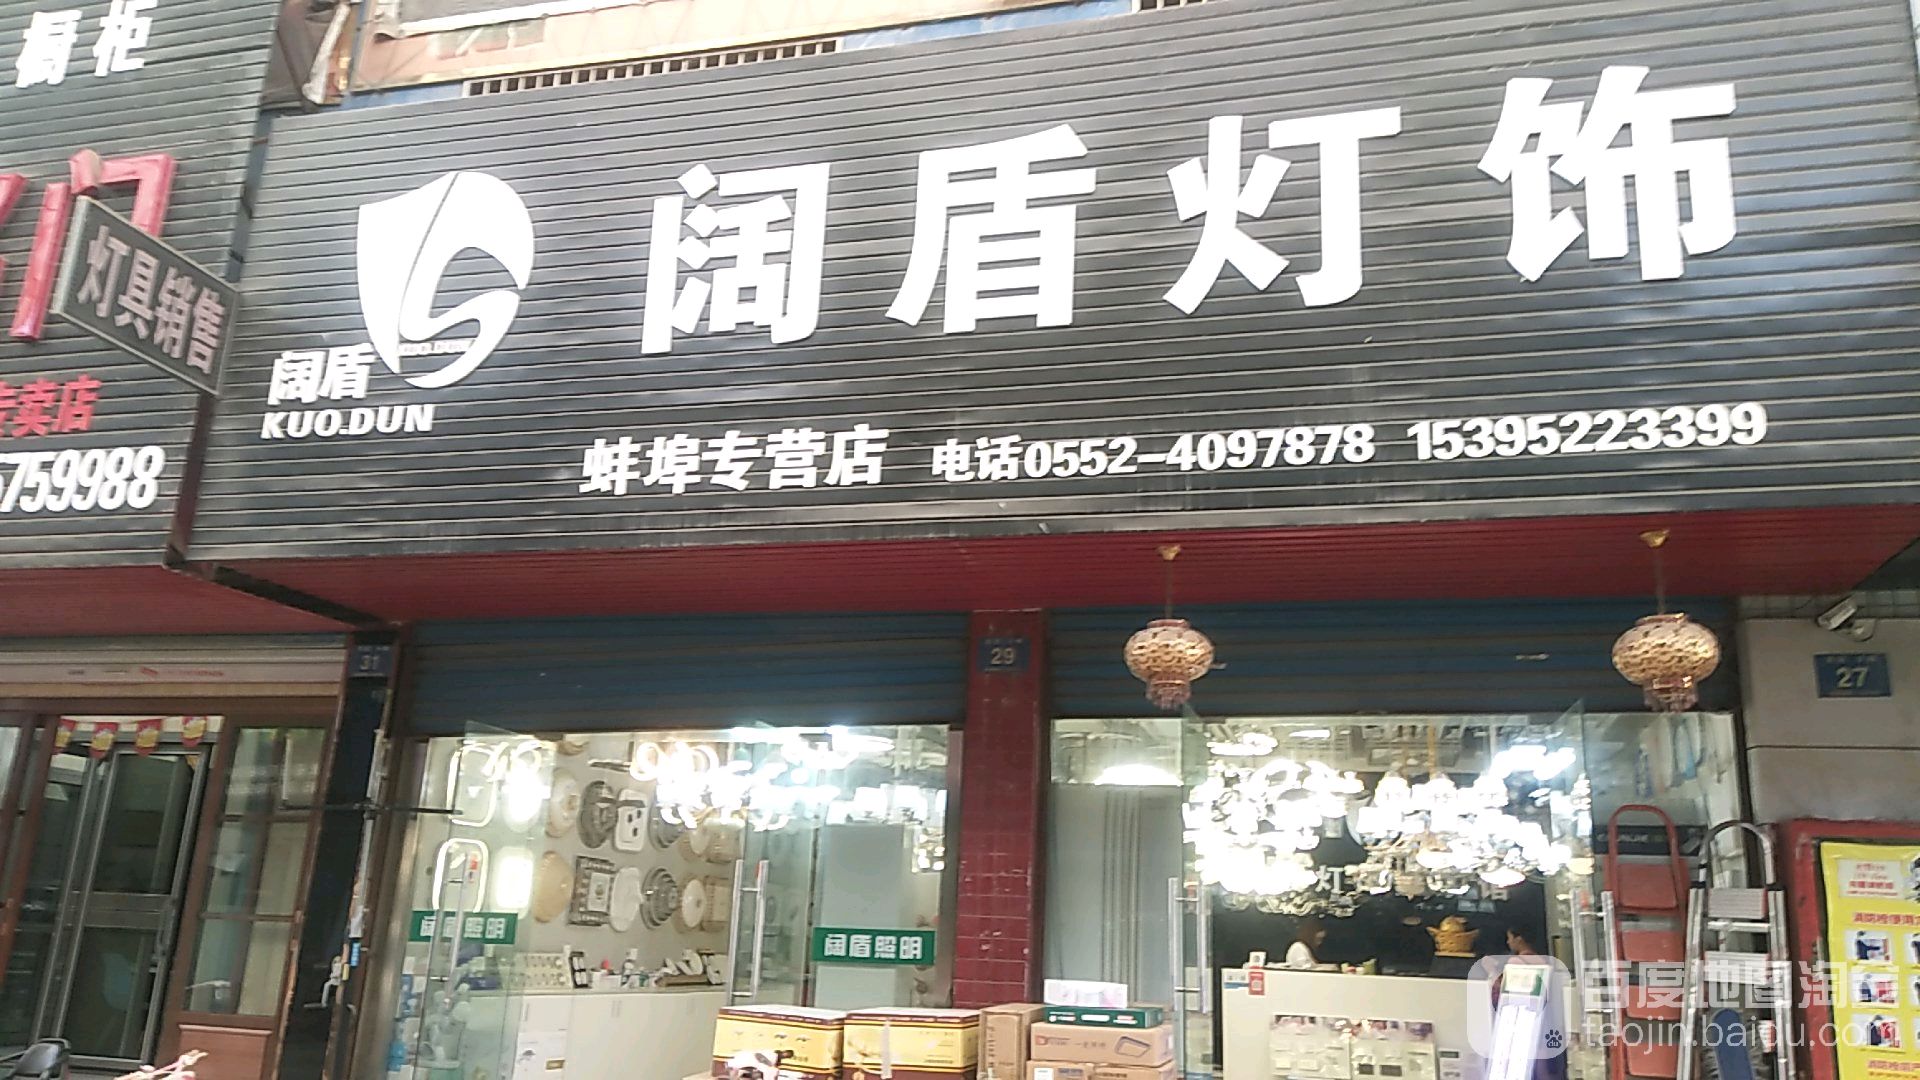 橱柜
门
灯具销售
专卖店
5759988
阔盾灯饰
阔盾
KUO.DUN
蚌埠专营店 电话0552-4097878 15395223399
31
29
27
阔盾照明
阔盾照明
百度地图淘金
taojin.baidu.com